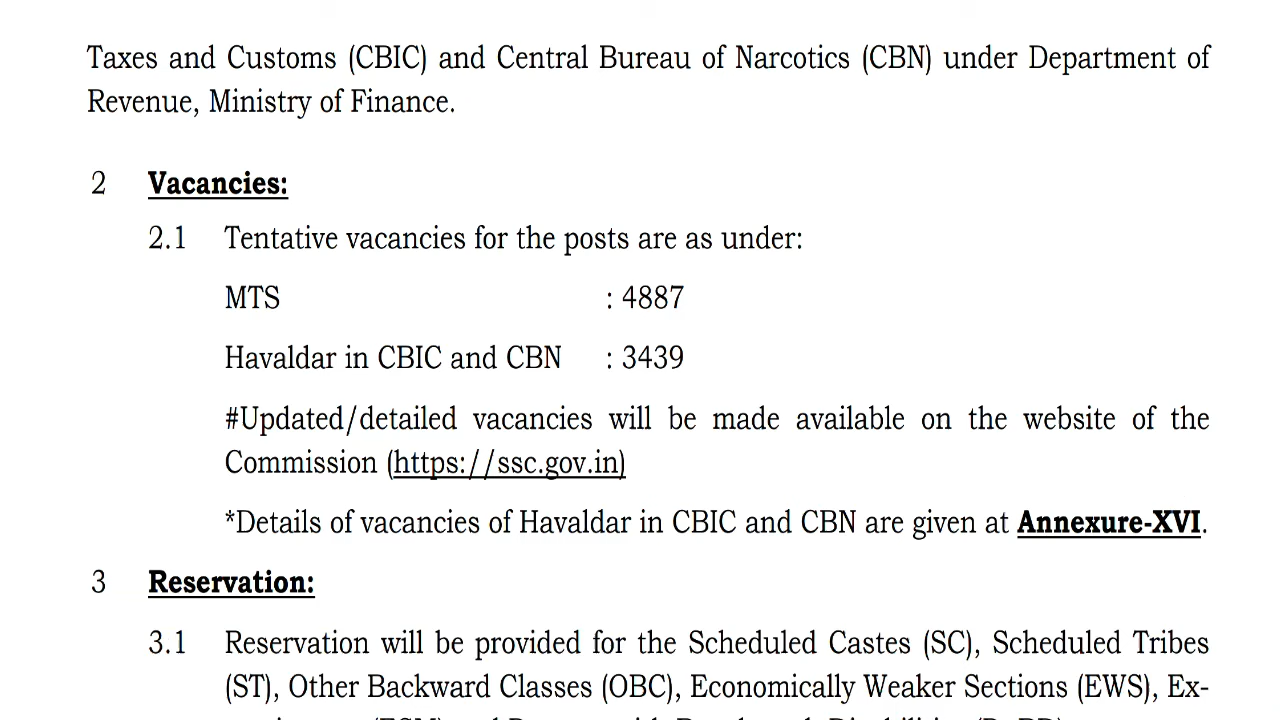 Taxes and Customs (CBIC) and Central Bureau of Narcotics (CBN) under Department of
Revenue, Ministry of Finance.
2 Vacancies:
2.1 Tentative vacancies for the posts are as under:
MTS : 4887
Havaldar in CBIC and CBN : 3439
#Updated/detailed vacancies will be made available on the website of the
Commission (https://ssc.gov.in)
*Details of vacancies of Havaldar in CBIC and CBN are given at Annexure-XVI.
3 Reservation:
3.1 Reservation will be provided for the Scheduled Castes (SC), Scheduled Tribes
(ST), Other Backward Classes (OBC), Economically Weaker Sections (EWS), Ex-